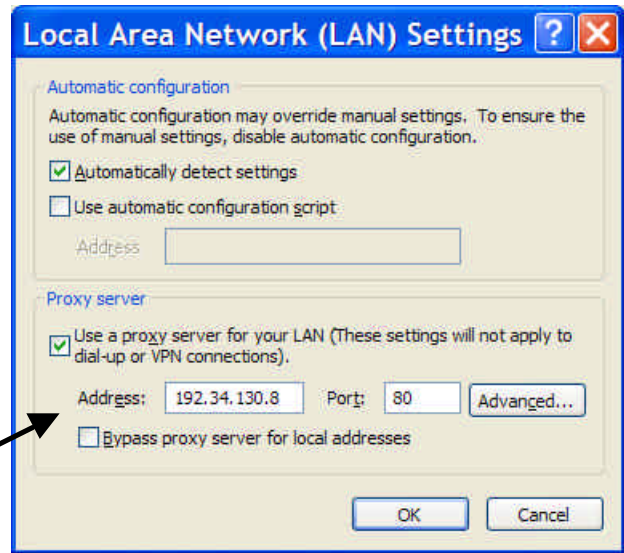 Local Area Network (LAN) Settings ?
Automatic configuration
Automatic configuration may override manual settings. To ensure the
use of manual settings, disable automatic configuration.
Automatically detect settings
Use automatic configuration script
Address
Proxy server
Use a proxy server for your LAN (These settings will not apply to
dial-up or VPN connections).
Address: 192.34.130.8 Port: 80 Advanced...
Bypass proxy server for local addresses
OK Cancel